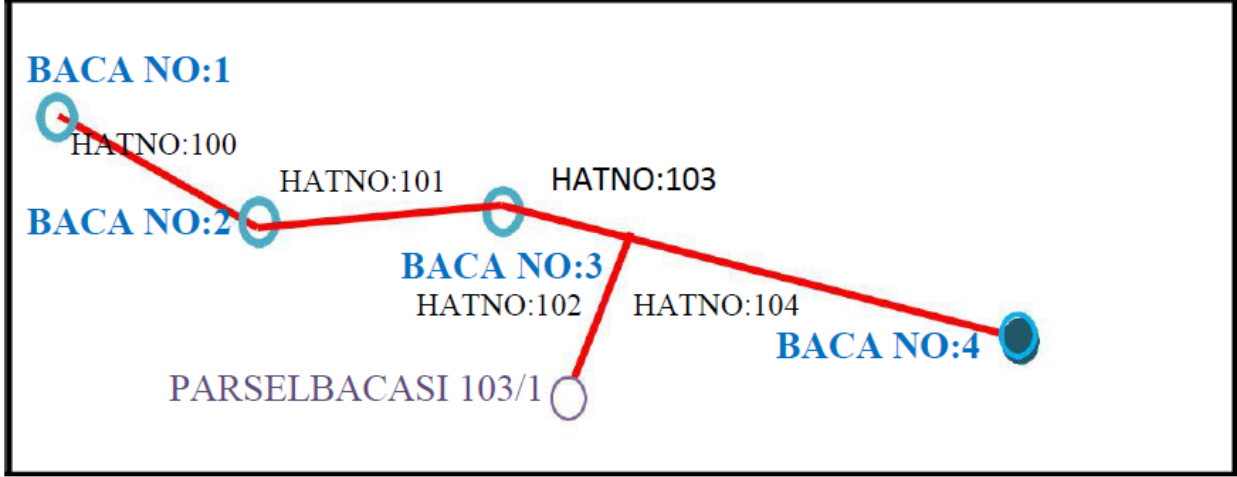 BACA NO:1
HATNO:100
HATNO:101
HATNO:103
BACA NO:2
BACA NO:3
HATNO:102
HATNO:104
BACA NO:4
PARSELBACASI 103/1